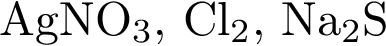 AgNO₃, Cl₂, Na₂S